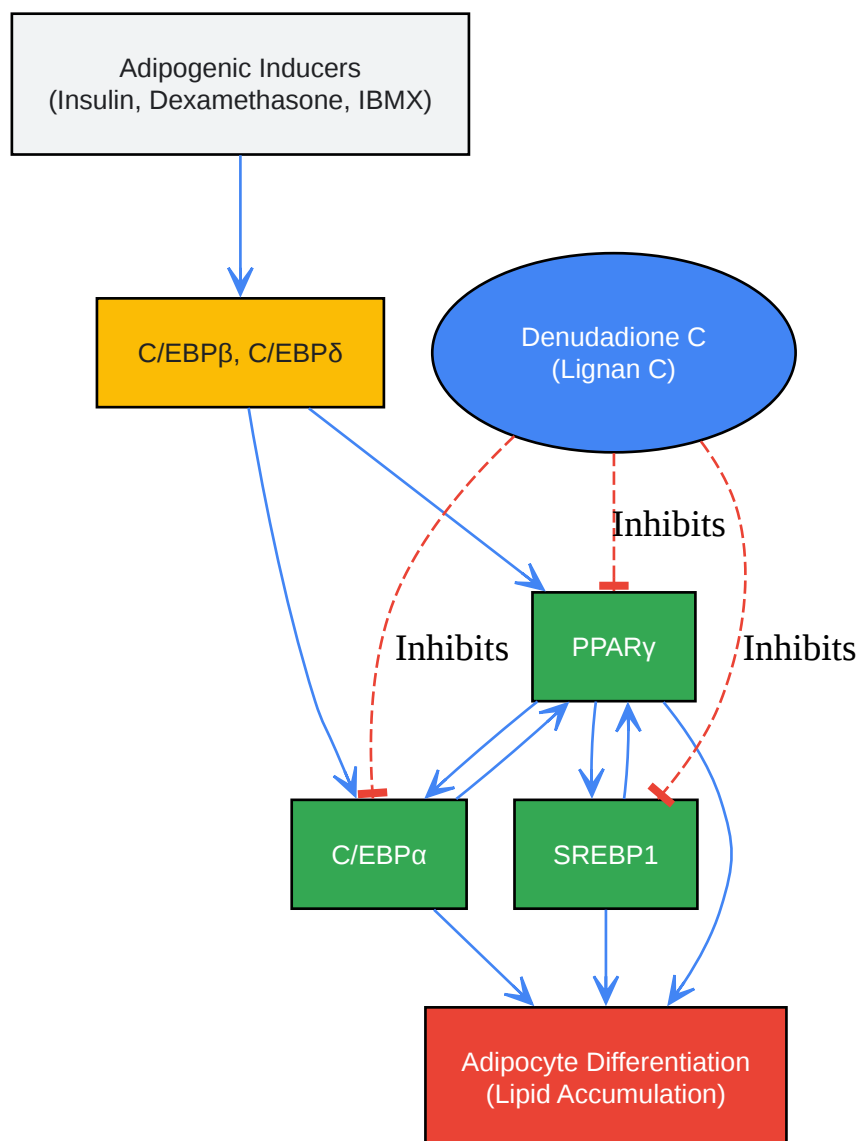 Adipogenic Inducers
(Insulin, Dexamethasone, IBMX)
C/EBPβ, C/EBPδ
Denudadione C
(Lignan C)
Inhibits
Inhibits
Inhibits
PPARγ
C/EBPα
SREBP1
Adipocyte Differentiation
(Lipid Accumulation)